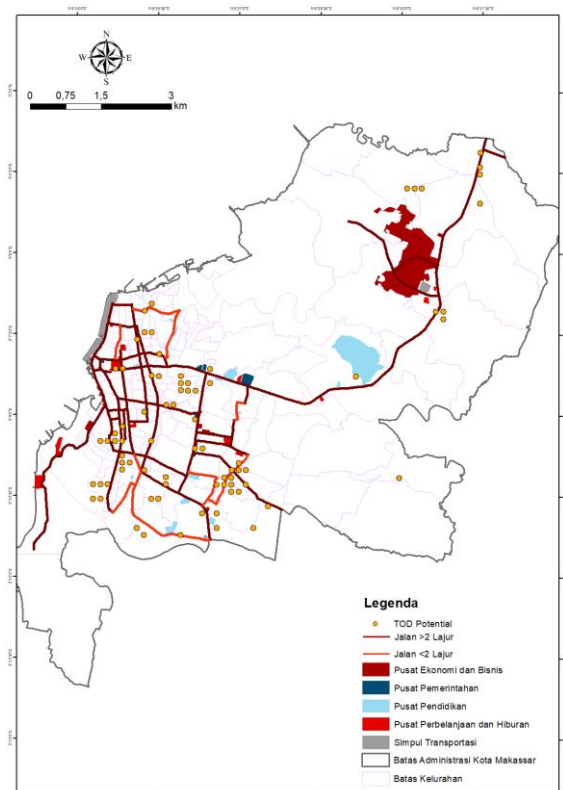 N
W E
S
0 0,75 1,5 3
km
Legenda
TOD Potential
Jalan >2 Lajur
Jalan <2 Lajur
Pusat Ekonomi dan Bisnis
Pusat Pemerintahan
Pusat Pendidikan
Pusat Perbelanjaan dan Hiburan
Simpul Transportasi
Batas Administrasi Kota Makassar
Batas Kelurahan